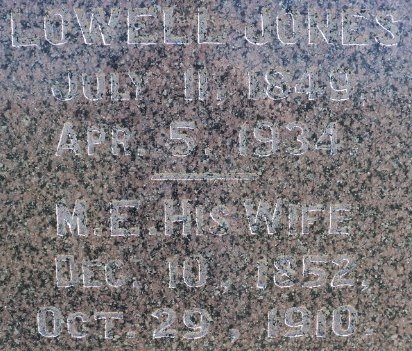 LOWELL JONES
JULY 11, 1849
APR. 5, 1934
M.E. HIS WIFE
DEC. 10, 1852,
OCT. 29, 1910.